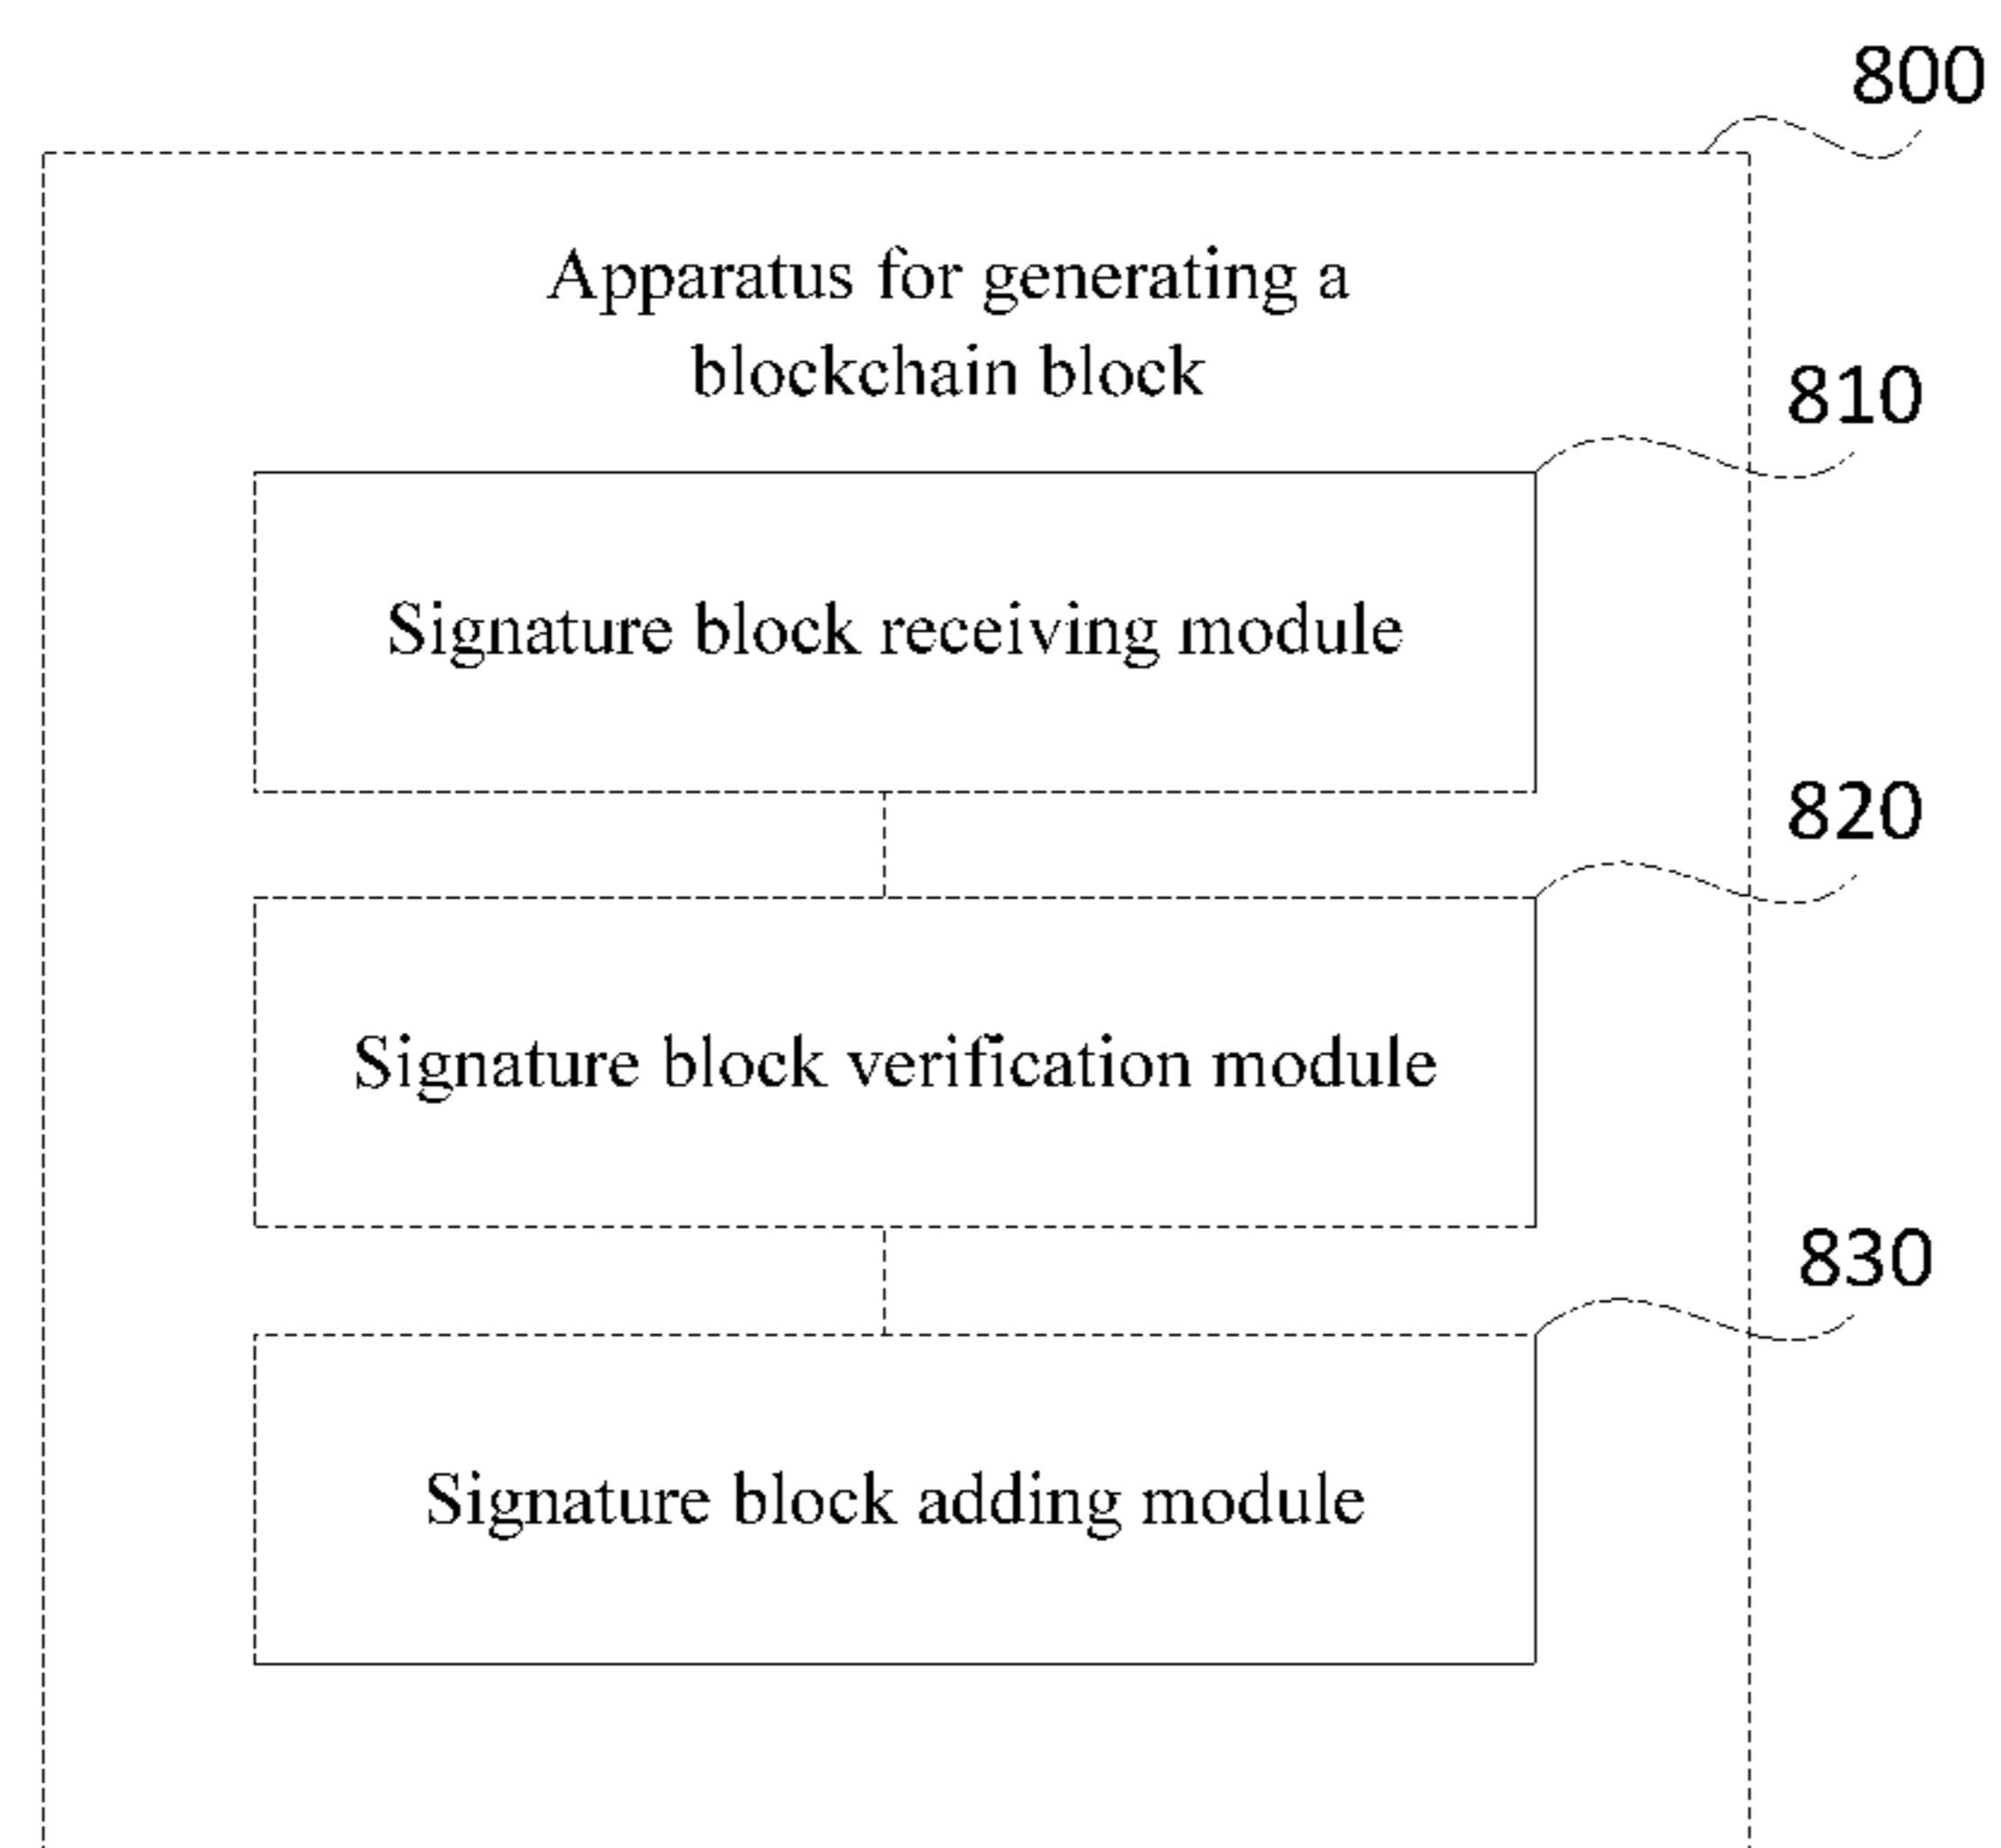 800
Apparatus for generating a
blockchain block
810
Signature block receiving module
820
Signature block verification module
830
Signature block adding module